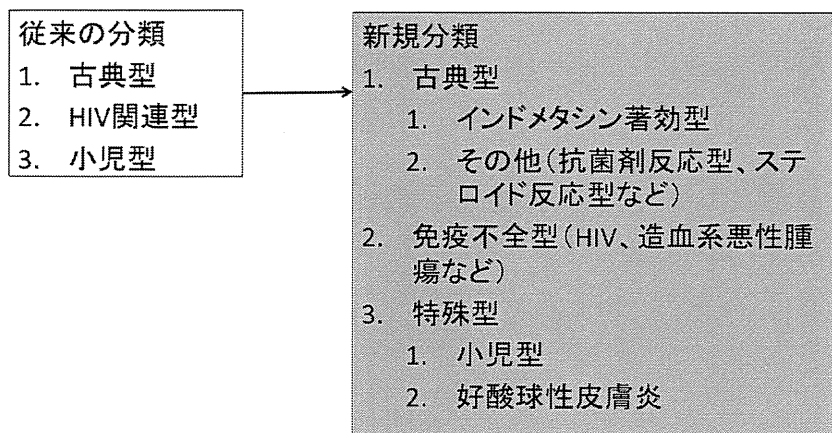 従来の分類
1. 古典型
2. HIV関連型
3. 小児型
新規分類
1. 古典型
1. インドメタシン著効型
2. その他(抗菌剤反応型、ステ
ロイド反応型など)
2. 免疫不全型(HIV、造血系悪性腫
瘍など)
3. 特殊型
1. 小児型
2. 好酸球性皮膚炎